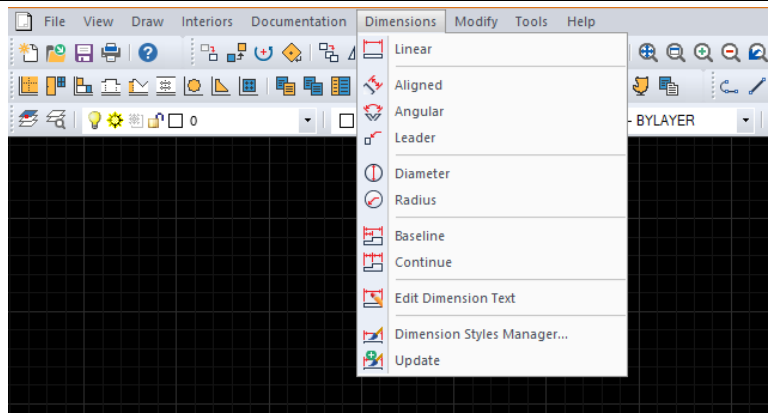 File View Draw Interiors Documentation Dimensions Modify Tools Help
Linear
Aligned
Angular
Leader
Diameter
Radius
Baseline
Continue
Edit Dimension Text
Dimension Styles Manager...
Update
0
- BYLAYER